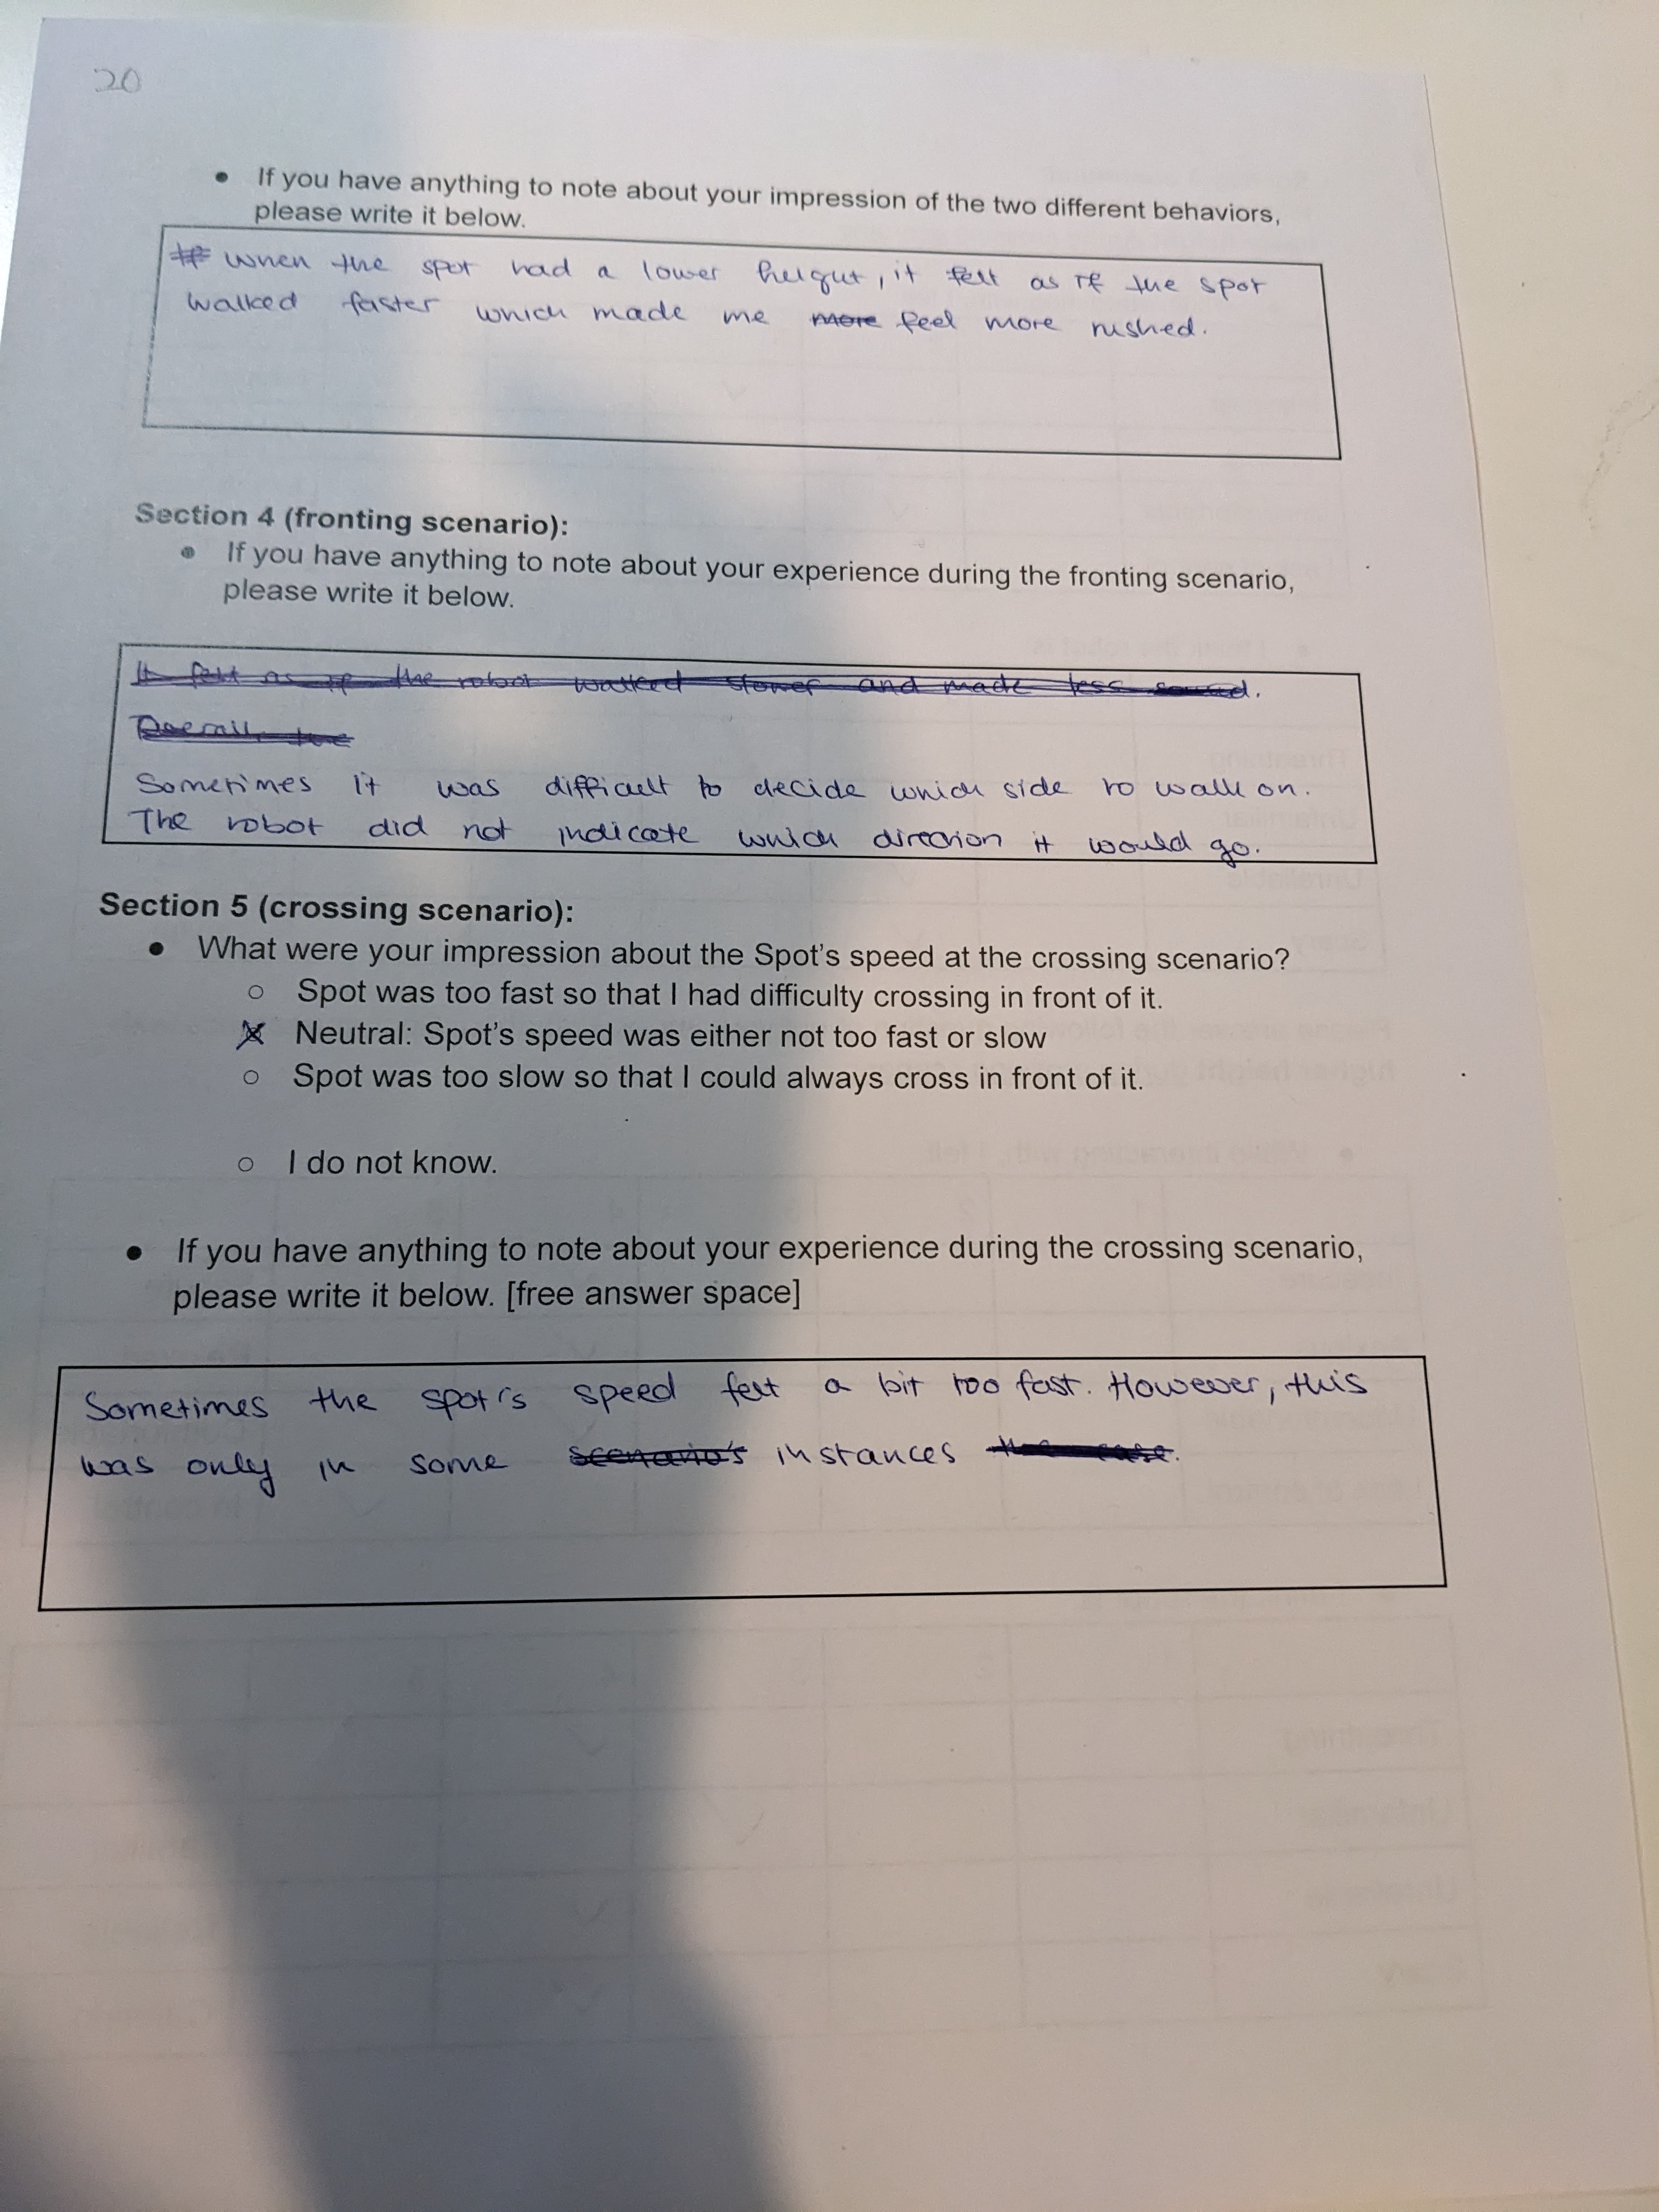 20
• If you have anything to note about your impression of the two different behaviors,
please write it below.
when the spot had a lower height, it felt as if the spot
walked faster which made me more feel more rushed.
Section 4 (fronting scenario):
• If you have anything to note about your experience during the fronting scenario,
please write it below.
It felt as if the robot walked slower and made less sound.
Overall, the
Sometimes it was difficult to decide which side to walk on.
The robot did not indicate which direction it would go.
Section 5 (crossing scenario):
• What were your impression about the Spot's speed at the crossing scenario?
○ Spot was too fast so that I had difficulty crossing in front of it.
X Neutral: Spot's speed was either not too fast or slow
○ Spot was too slow so that I could always cross in front of it.
○ I do not know.
• If you have anything to note about your experience during the crossing scenario,
please write it below. [free answer space]
Sometimes the spot's speed felt a bit too fast. However, this
was only in some scenario's instances the case.